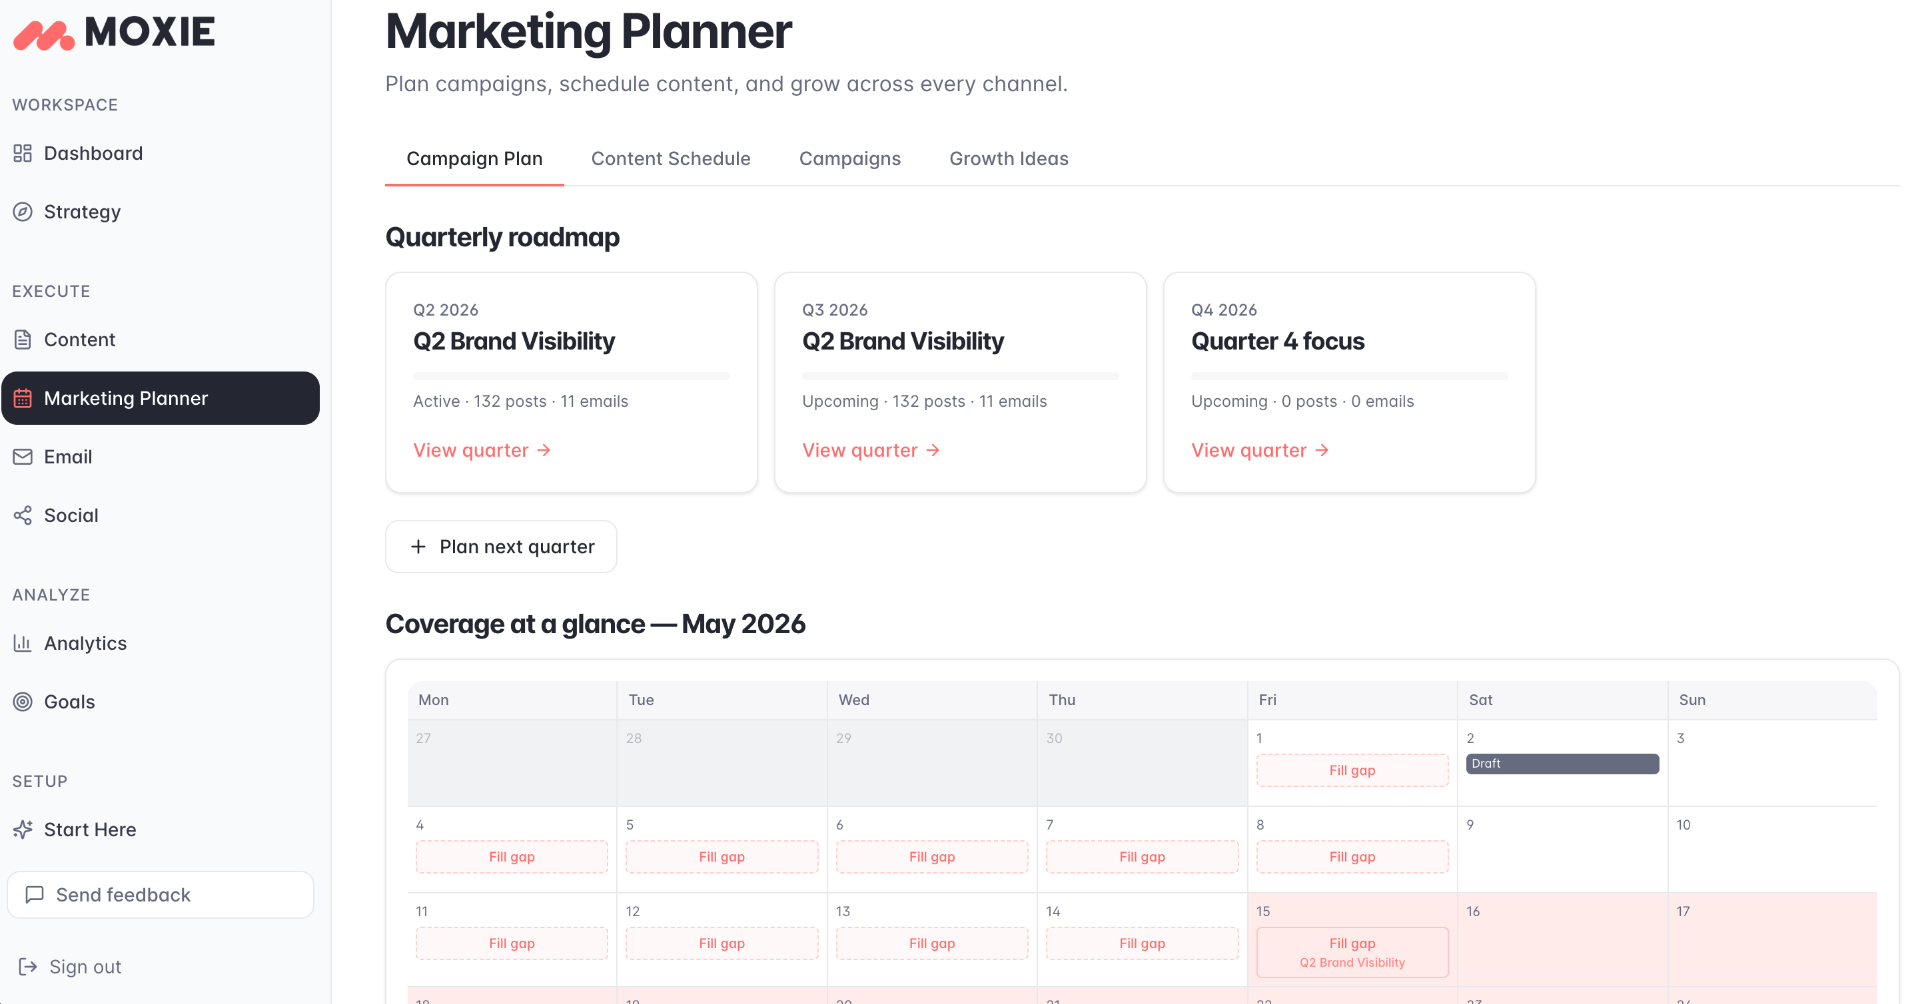 MOXIE
WORKSPACE
Dashboard
Strategy
EXECUTE
Content
Marketing Planner
Email
Social
ANALYZE
Analytics
Goals
SETUP
Start Here
Send feedback
Sign out
Marketing Planner
Plan campaigns, schedule content, and grow across every channel.
Campaign Plan Content Schedule Campaigns Growth Ideas
Quarterly roadmap
Q2 2026
Q2 Brand Visibility
Active · 132 posts · 11 emails
View quarter →
Q3 2026
Q2 Brand Visibility
Upcoming · 132 posts · 11 emails
View quarter →
Q4 2026
Quarter 4 focus
Upcoming · 0 posts · 0 emails
View quarter →
+ Plan next quarter
Coverage at a glance — May 2026
Mon Tue Wed Thu Fri Sat Sun
27 28 29 30 1 2 3
Fill gap Draft
4 5 6 7 8 9 10
Fill gap Fill gap Fill gap Fill gap Fill gap
11 12 13 14 15 16 17
Fill gap Fill gap Fill gap Fill gap Fill gap
Q2 Brand Visibility